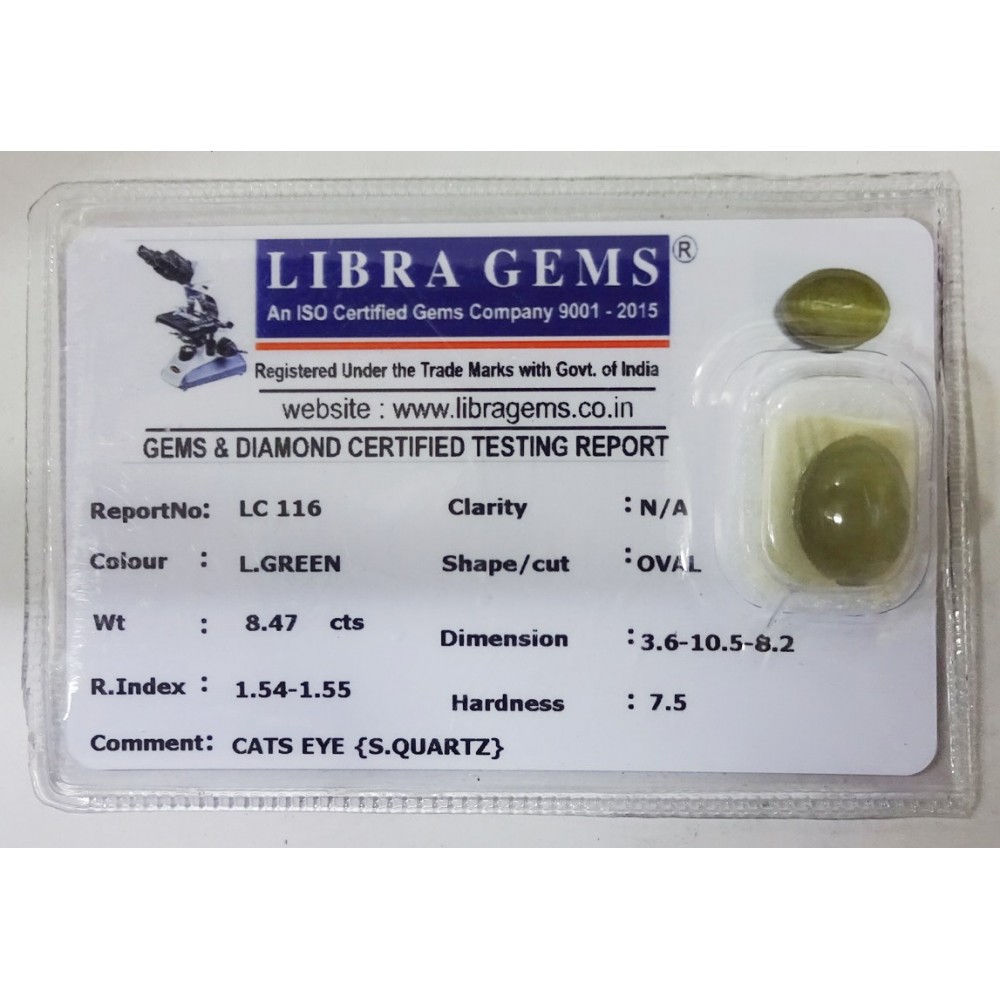 LIBRA GEMS ®
An ISO Certified Gems Company 9001 - 2015
Registered Under the Trade Marks with Govt. of India
website : www.libragems.co.in
GEMS & DIAMOND CERTIFIED TESTING REPORT
ReportNo: LC 116 Clarity : N/A
Colour : L.GREEN Shape/cut : OVAL
Wt : 8.47 cts Dimension : 3.6-10.5-8.2
R.Index : 1.54-1.55 Hardness : 7.5
Comment: CATS EYE {S.QUARTZ}